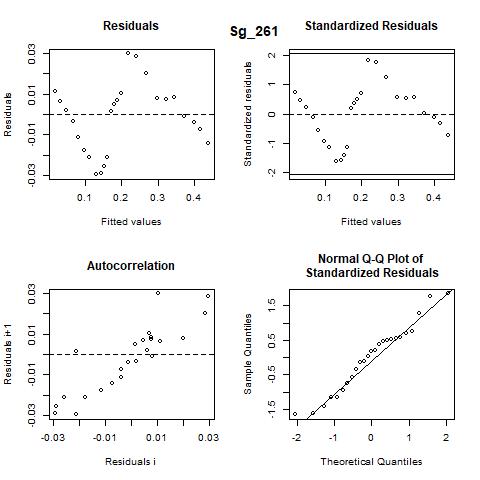 Sg_261
Residuals
Residuals
0.03
0.01
-0.01
-0.03
0.1
0.2
0.3
0.4
Fitted values
Standardized Residuals
Standardized residuals
2
1
0
-1
-2
0.1
0.2
0.3
0.4
Fitted values
Autocorrelation
Residuals i+1
0.03
0.01
-0.01
-0.03
-0.03
-0.01
0.01
0.03
Residuals i
Normal Q-Q Plot of
Standardized Residuals
Sample Quantiles
1.5
0.5
-0.5
-1.5
-2
-1
0
1
2
Theoretical Quantiles